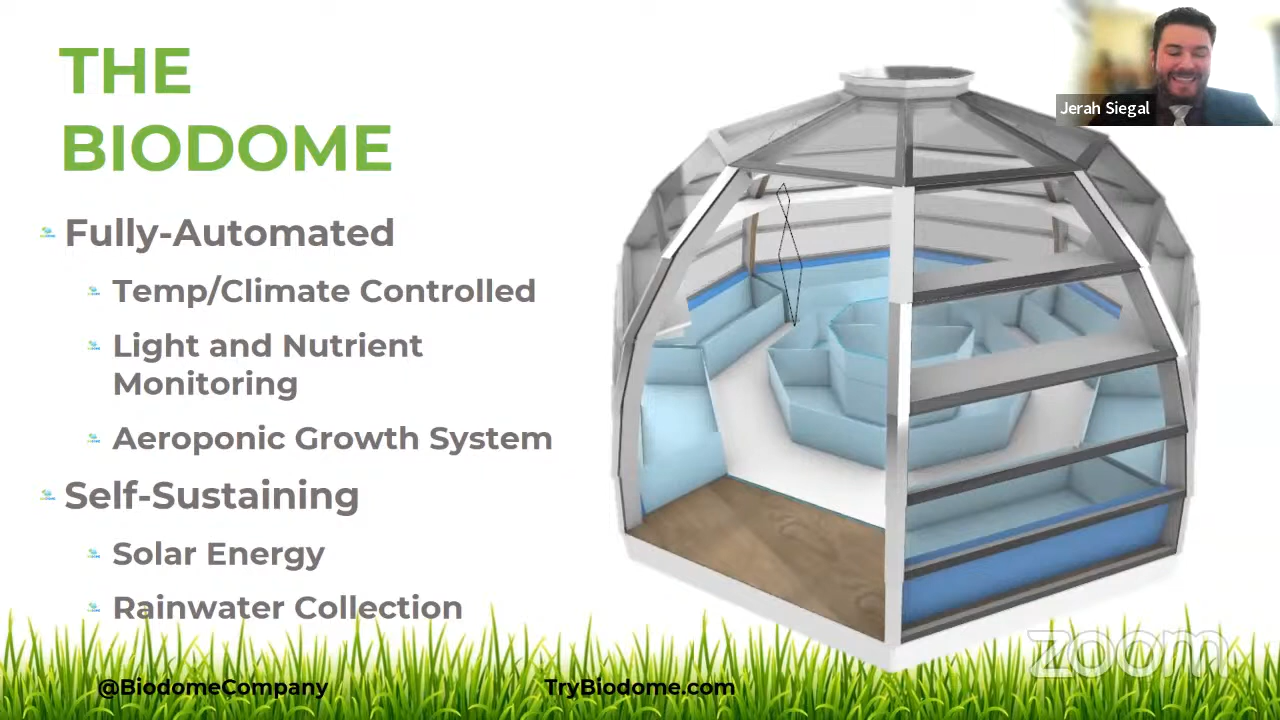 THE
BIODOME
Jerah Siegal
Fully-Automated
Temp/Climate Controlled
Light and Nutrient
Monitoring
Aeroponic Growth System
Self-Sustaining
Solar Energy
Rainwater Collection
zoom
@BiodomeCompany
TryBiodome.com